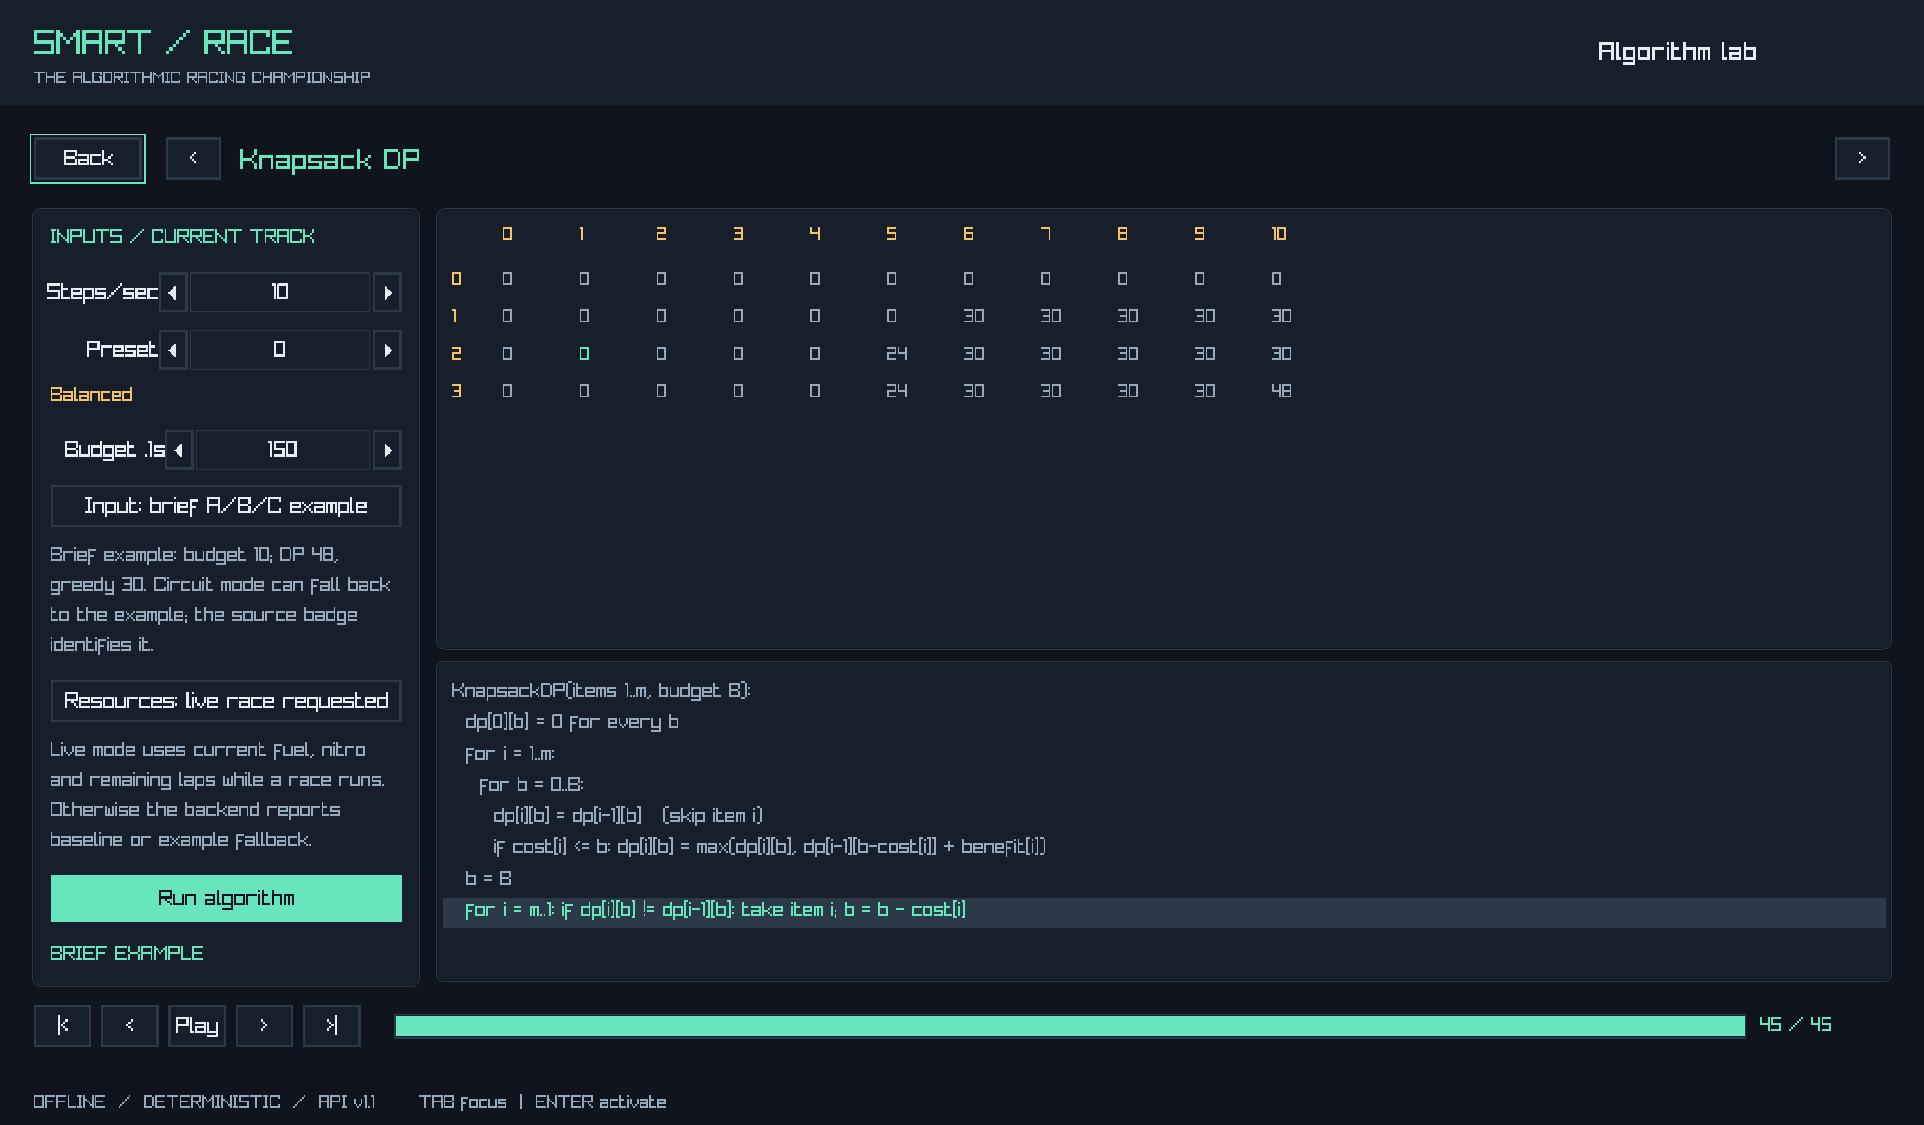 SMART / RACE
THE ALGORITHMIC RACING CHAMPIONSHIP
Algorithm lab
Back
<
Knapsack DP
>
INPUTS / CURRENT TRACK
Steps/sec 10
Preset 0
Balanced
Budget .1s 150
Input: brief A/B/C example
Brief example: budget 10; DP 48,
greedy 30. Circuit mode can fall back
to the example; the source badge
identifies it.
Resources: live race requested
Live mode uses current fuel, nitro
and remaining laps while a race runs.
Otherwise the backend reports
baseline or example fallback.
Run algorithm
BRIEF EXAMPLE
0 1 2 3 4 5 6 7 8 9 10
0 0 0 0 0 0 0 0 0 0 0 0
1 0 0 0 0 0 0 30 30 30 30 30
2 0 0 0 0 0 24 30 30 30 30 30
3 0 0 0 0 0 24 30 30 30 30 48
KnapsackDP(items 1..m, budget B):
dp[0][b] = 0 for every b
for i = 1..m:
for b = 0..B:
dp[i][b] = dp[i-1][b] (skip item i)
if cost[i] <= b: dp[i][b] = max(dp[i][b], dp[i-1][b-cost[i]] + benefit[i])
b = B
for i = m..1: if dp[i][b] != dp[i-1][b]: take item i; b = b - cost[i]
|< < Play > >| 45 / 45
OFFLINE / DETERMINISTIC / API v1.1 TAB focus | ENTER activate